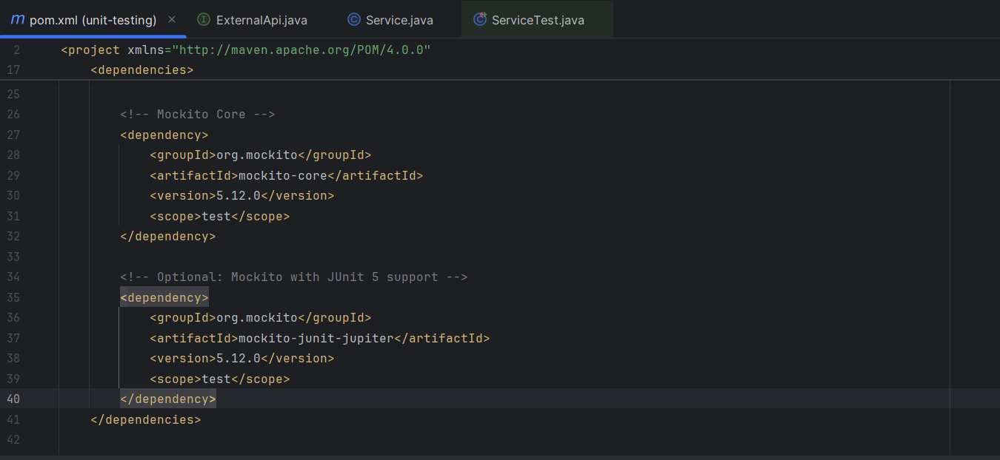 m pom.xml (unit-testing) × I ExternalApi.java C Service.java C ServiceTest.java
2 <project xmlns="http://maven.apache.org/POM/4.0.0"
17 <dependencies>
25
26 <!-- Mockito Core -->
27 <dependency>
28 <groupId>org.mockito</groupId>
29 <artifactId>mockito-core</artifactId>
30 <version>5.12.0</version>
31 <scope>test</scope>
32 </dependency>
33
34 <!-- Optional: Mockito with JUnit 5 support -->
35 <dependency>
36 <groupId>org.mockito</groupId>
37 <artifactId>mockito-junit-jupiter</artifactId>
38 <version>5.12.0</version>
39 <scope>test</scope>
40 </dependency>
41 </dependencies>
42